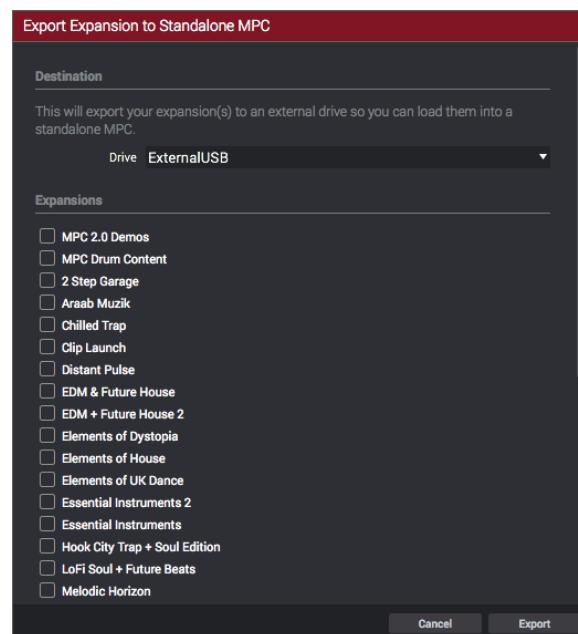 Export Expansion to Standalone MPC
Destination
This will export your expansion(s) to an external drive so you can load them into a
standalone MPC.
Drive ExternalUSB
Expansions
MPC 2.0 Demos
MPC Drum Content
2 Step Garage
Araab Muzik
Chilled Trap
Clip Launch
Distant Pulse
EDM & Future House
EDM + Future House 2
Elements of Dystopia
Elements of House
Elements of UK Dance
Essential Instruments 2
Essential Instruments
Hook City Trap + Soul Edition
LoFi Soul + Future Beats
Melodic Horizon
Cancel Export